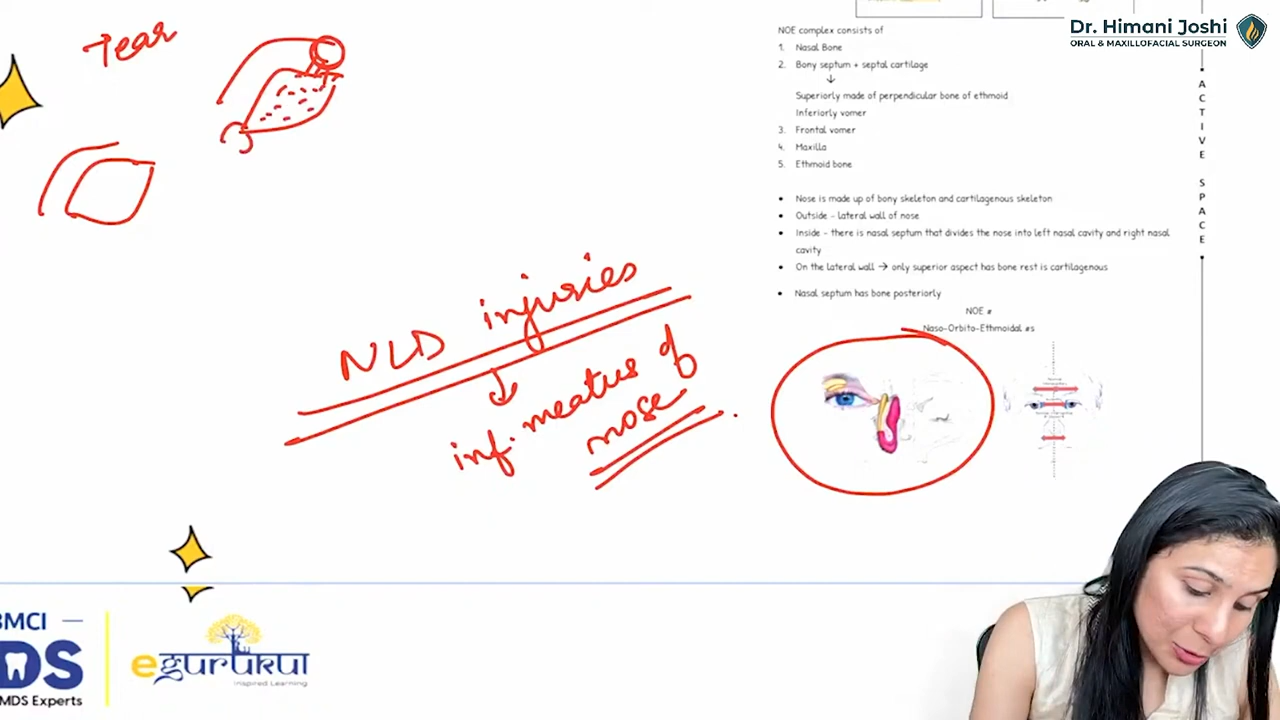 Tear
NLD injuries
inf. meatus of
nose
Dr. Himani Joshi
ORAL & MAXILLOFACIAL SURGEON
NOE complex consists of
1. Nasal Bone
2. Bony septum + septal cartilage
↓
Superiorly made of perpendicular bone of ethmoid
Inferiorly vomer
3. Frontal vomer
4. Maxilla
5. Ethmoid bone
• Nose is made up of bony skeleton and cartilagenous skeleton
• Outside – lateral wall of nose
• Inside – there is nasal septum that divides the nose into left nasal cavity and right nasal
cavity
• On the lateral wall → only superior aspect has bone rest is cartilagenous
• Nasal septum has bone posteriorly
NOE #
Naso-Orbito-Ethmoidal #s
ACTIVE SPACE
BMCI
DS
MDS Experts
eGurukul
Inspired Learning